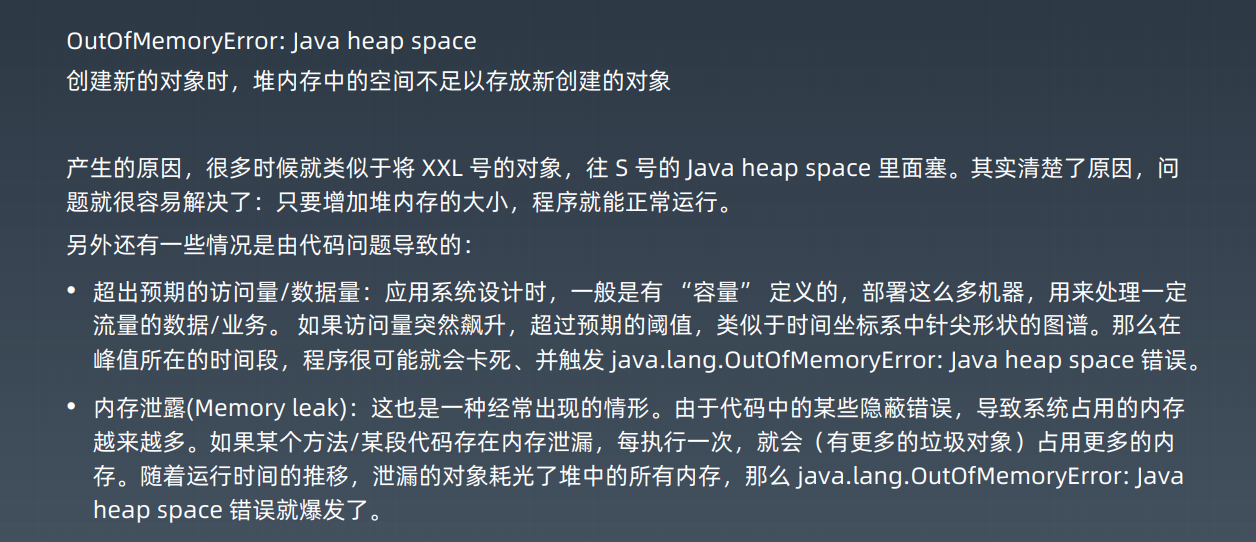 OutOfMemoryError: Java heap space
创建新的对象时，堆内存中的空间不足以存放新创建的对象
产生的原因，很多时候就类似于将 XXL 号的对象，往 S 号的 Java heap space 里面塞。其实清楚了原因，问
题就很容易解决了：只要增加堆内存的大小，程序就能正常运行。
另外还有一些情况是由代码问题导致的：
• 超出预期的访问量/数据量：应用系统设计时，一般是有 “容量” 定义的，部署这么多机器，用来处理一定
流量的数据/业务。 如果访问量突然飙升，超过预期的阈值，类似于时间坐标系中针尖形状的图谱。那么在
峰值所在的时间段，程序很可能就会卡死、并触发 java.lang.OutOfMemoryError: Java heap space 错误。
• 内存泄露(Memory leak)：这也是一种经常出现的情形。由于代码中的某些隐蔽错误，导致系统占用的内存
越来越多。如果某个方法/某段代码存在内存泄漏，每执行一次，就会（有更多的垃圾对象）占用更多的内
存。随着运行时间的推移，泄漏的对象耗光了堆中的所有内存，那么 java.lang.OutOfMemoryError: Java
heap space 错误就爆发了。